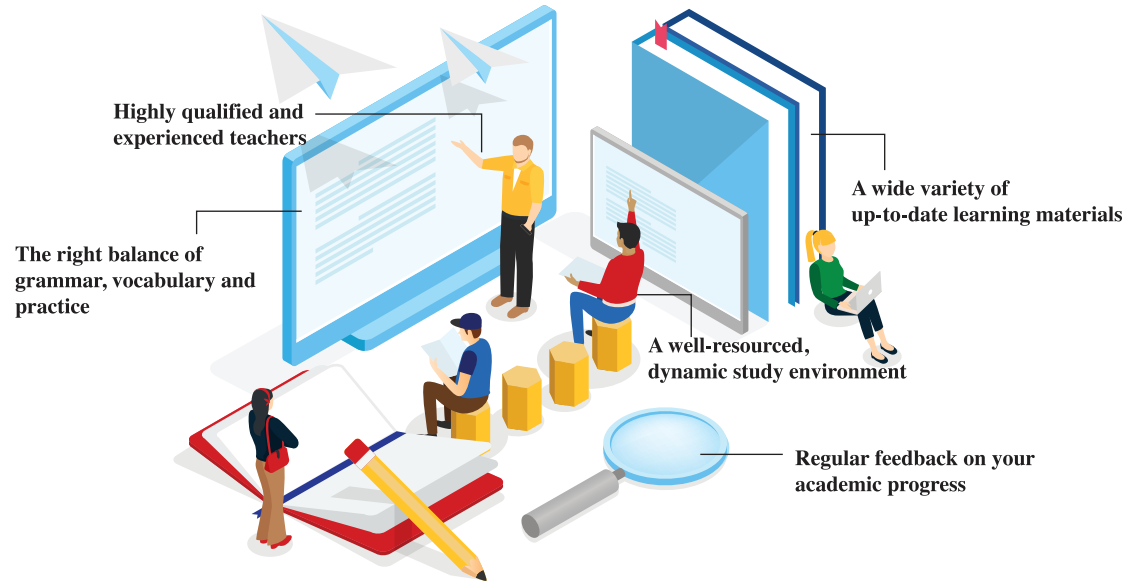 Highly qualified and
experienced teachers
A wide variety of
up-to-date learning materials
The right balance of
grammar, vocabulary and
practice
A well-resourced,
dynamic study environment
Regular feedback on your
academic progress